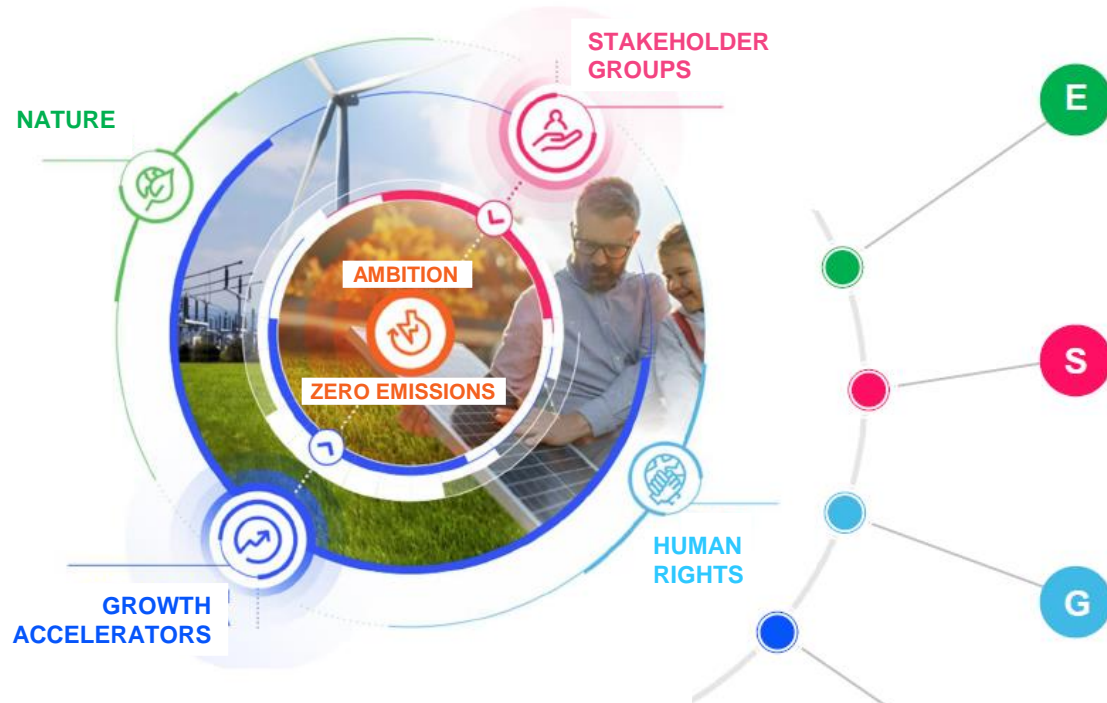 STAKEHOLDER
GROUPS
NATURE
E
AMBITION
S
ZERO EMISSIONS
HUMAN
RIGHTS
G
GROWTH
ACCELERATORS